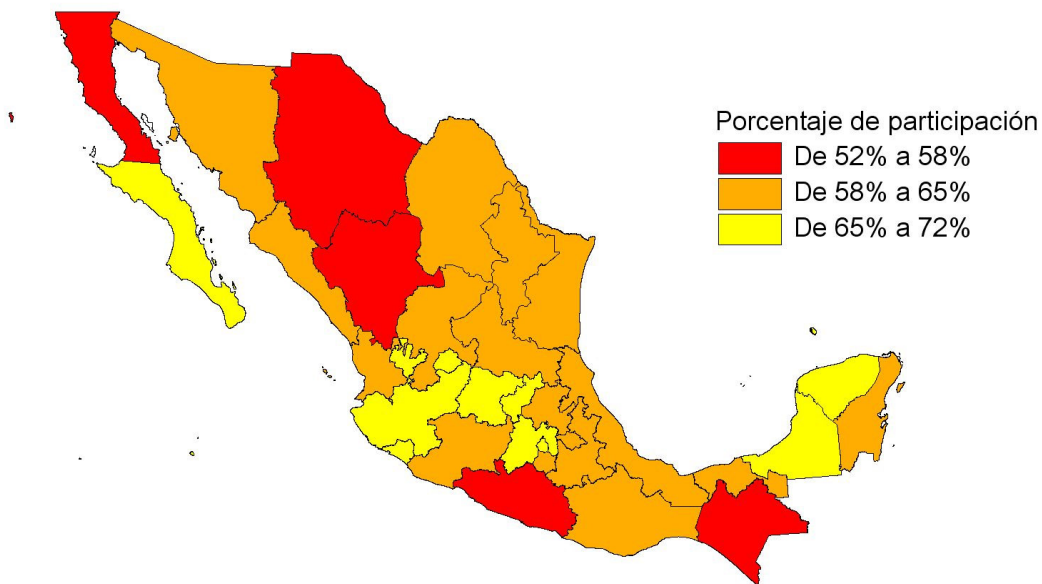 Porcentaje de participación
De 52% a 58%
De 58% a 65%
De 65% a 72%